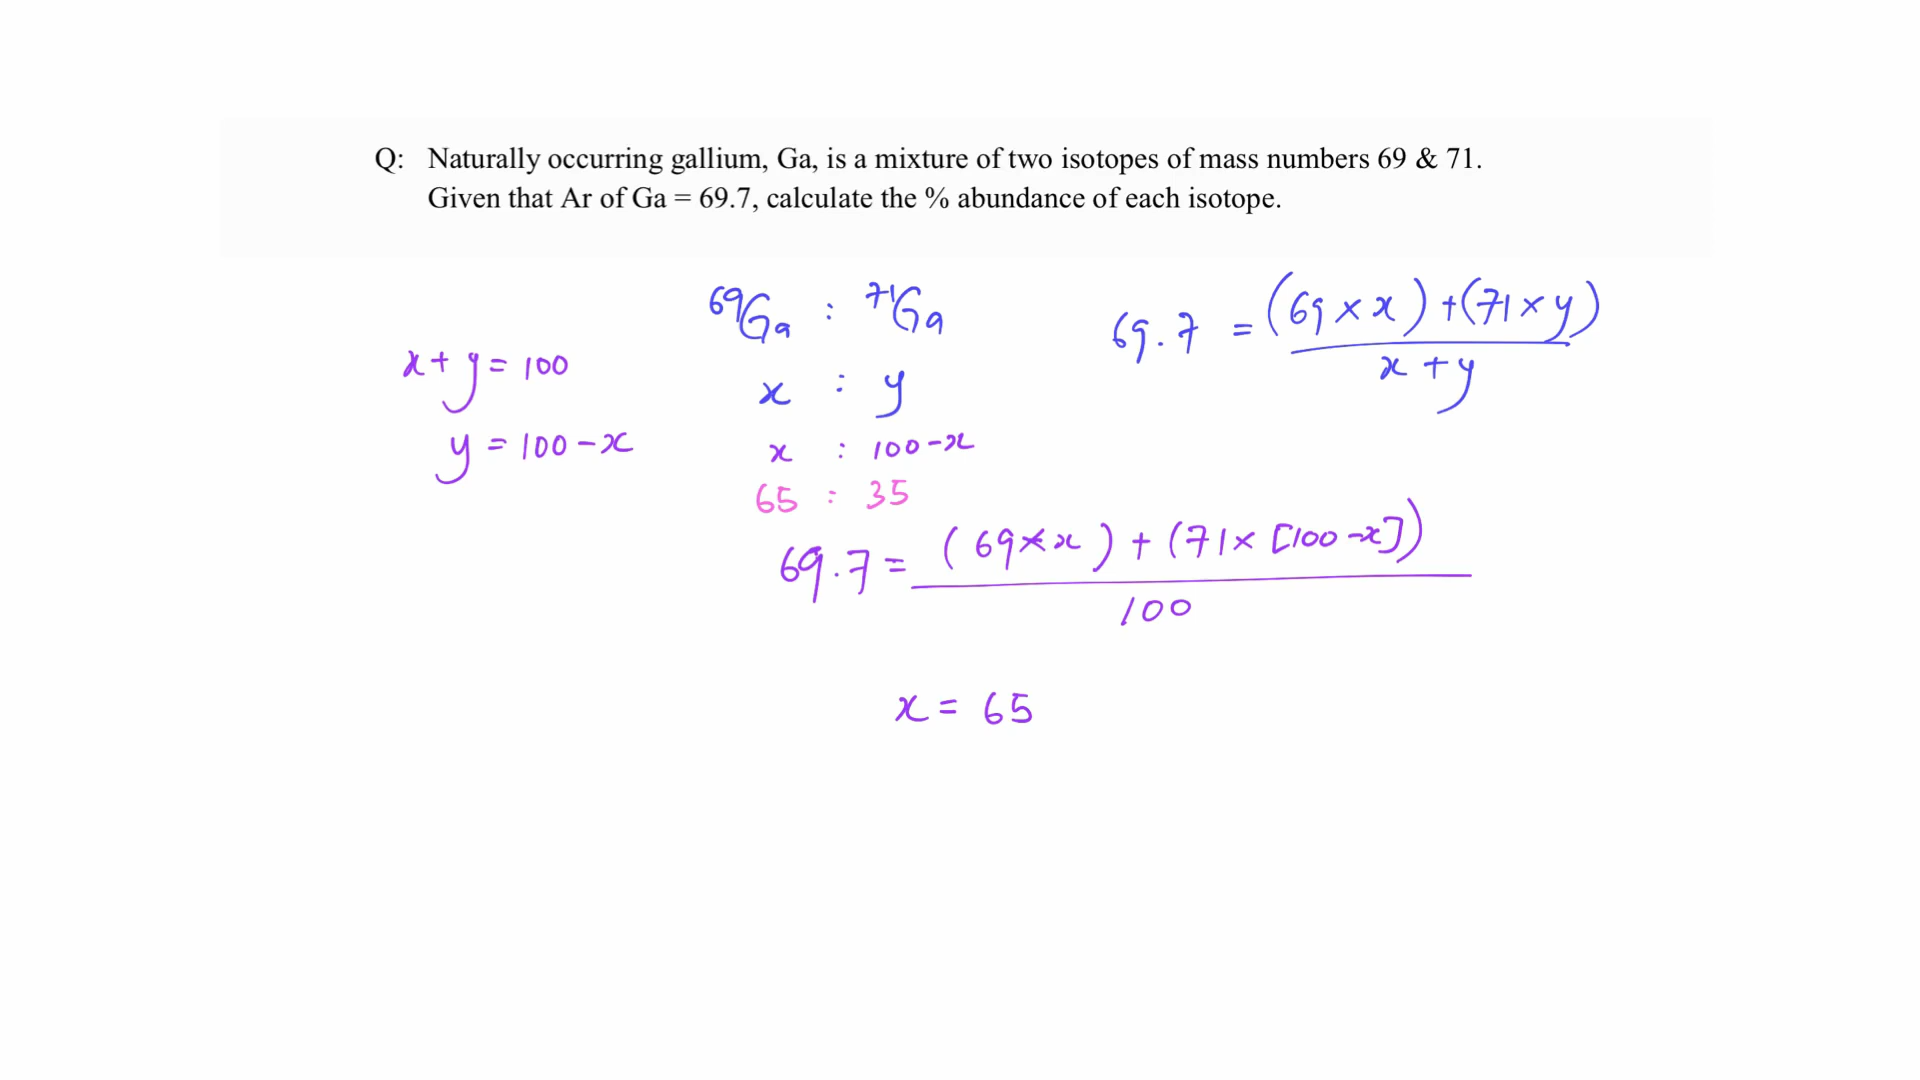 Q: Naturally occurring gallium, Ga, is a mixture of two isotopes of mass numbers 69 & 71.
Given that Ar of Ga = 69.7, calculate the % abundance of each isotope.
⁶⁹Ga : ⁷¹Ga
x : y
x : 100-x
65 : 35
x + y = 100
y = 100 - x
69.7 = (69 × x) + (71 × y)
x + y
69.7 = (69 × x) + (71 × [100 - x])
100
x = 65